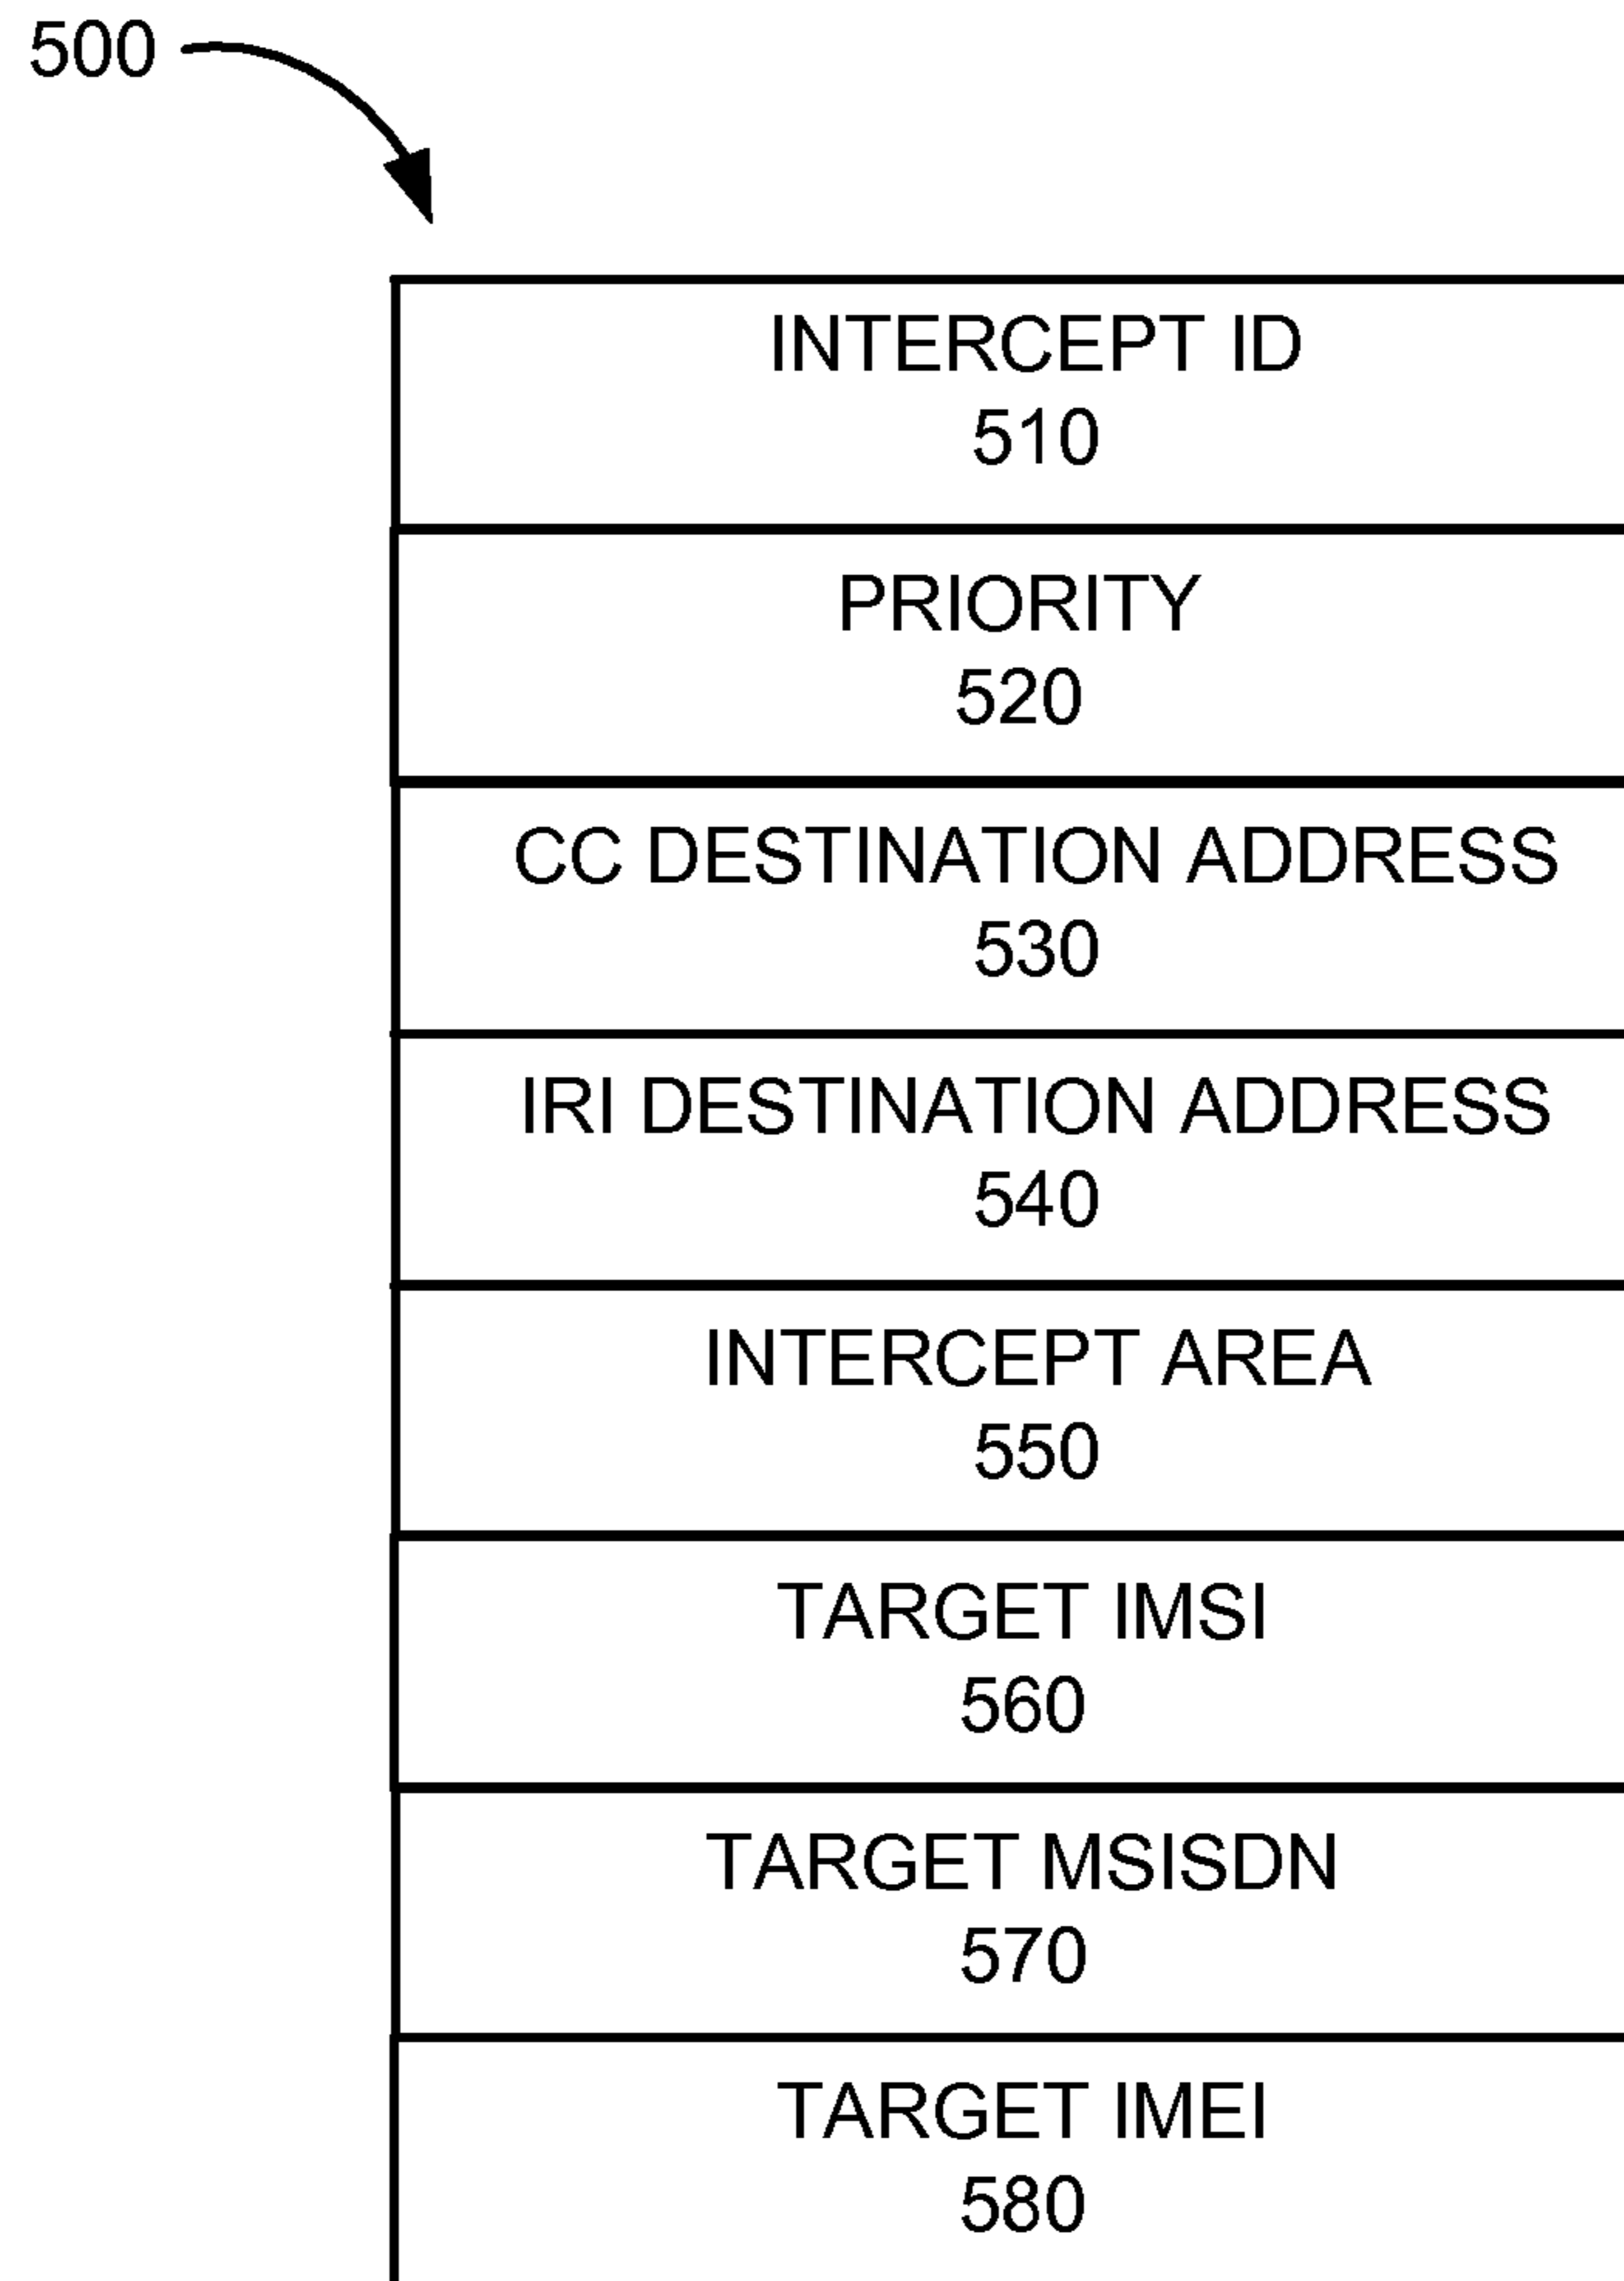 500
INTERCEPT ID
510
PRIORITY
520
CC DESTINATION ADDRESS
530
IRI DESTINATION ADDRESS
540
INTERCEPT AREA
550
TARGET IMSI
560
TARGET MSISDN
570
TARGET IMEI
580